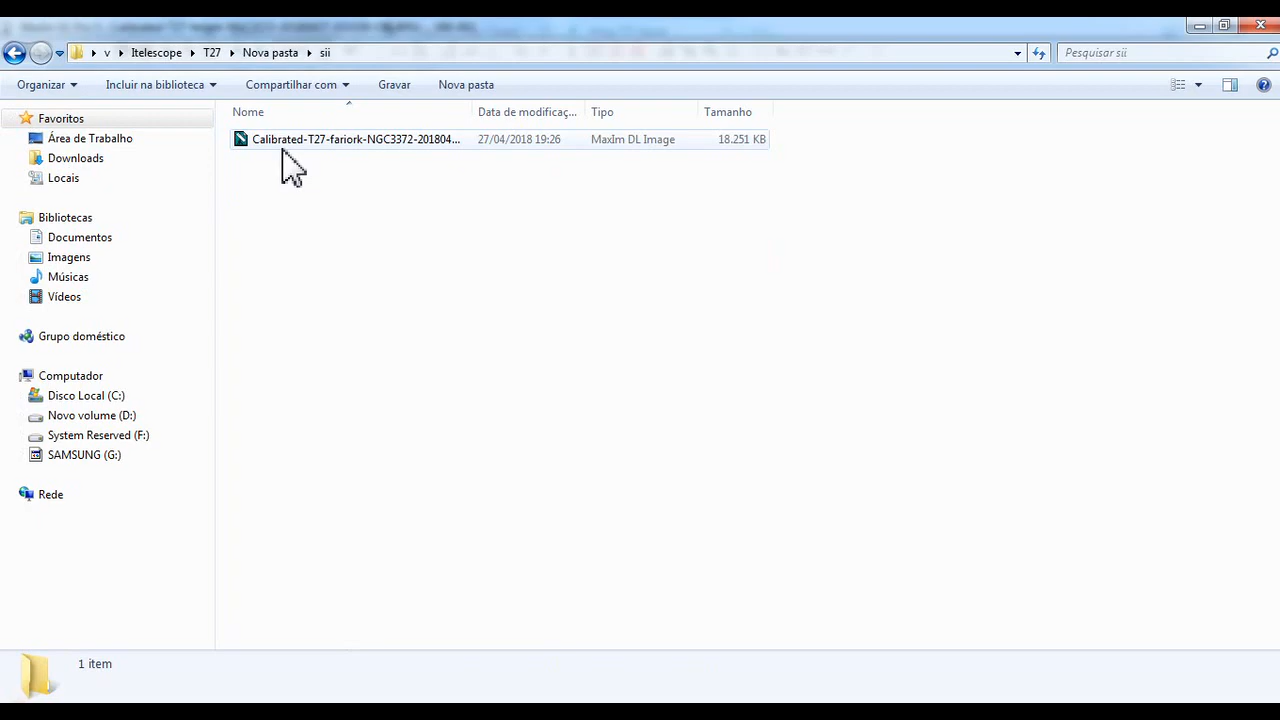 v Itelescope T27 Nova pasta sii Pesquisar sii
Organizar Incluir na biblioteca Compartilhar com Gravar Nova pasta
Nome Data de modificaç... Tipo Tamanho
Calibrated-T27-fariork-NGC3372-201804... 27/04/2018 19:26 MaxIm DL Image 18.251 KB
Favoritos
Área de Trabalho
Downloads
Locais
Bibliotecas
Documentos
Imagens
Músicas
Vídeos
Grupo doméstico
Computador
Disco Local (C:)
Novo volume (D:)
System Reserved (F:)
SAMSUNG (G:)
Rede
1 item